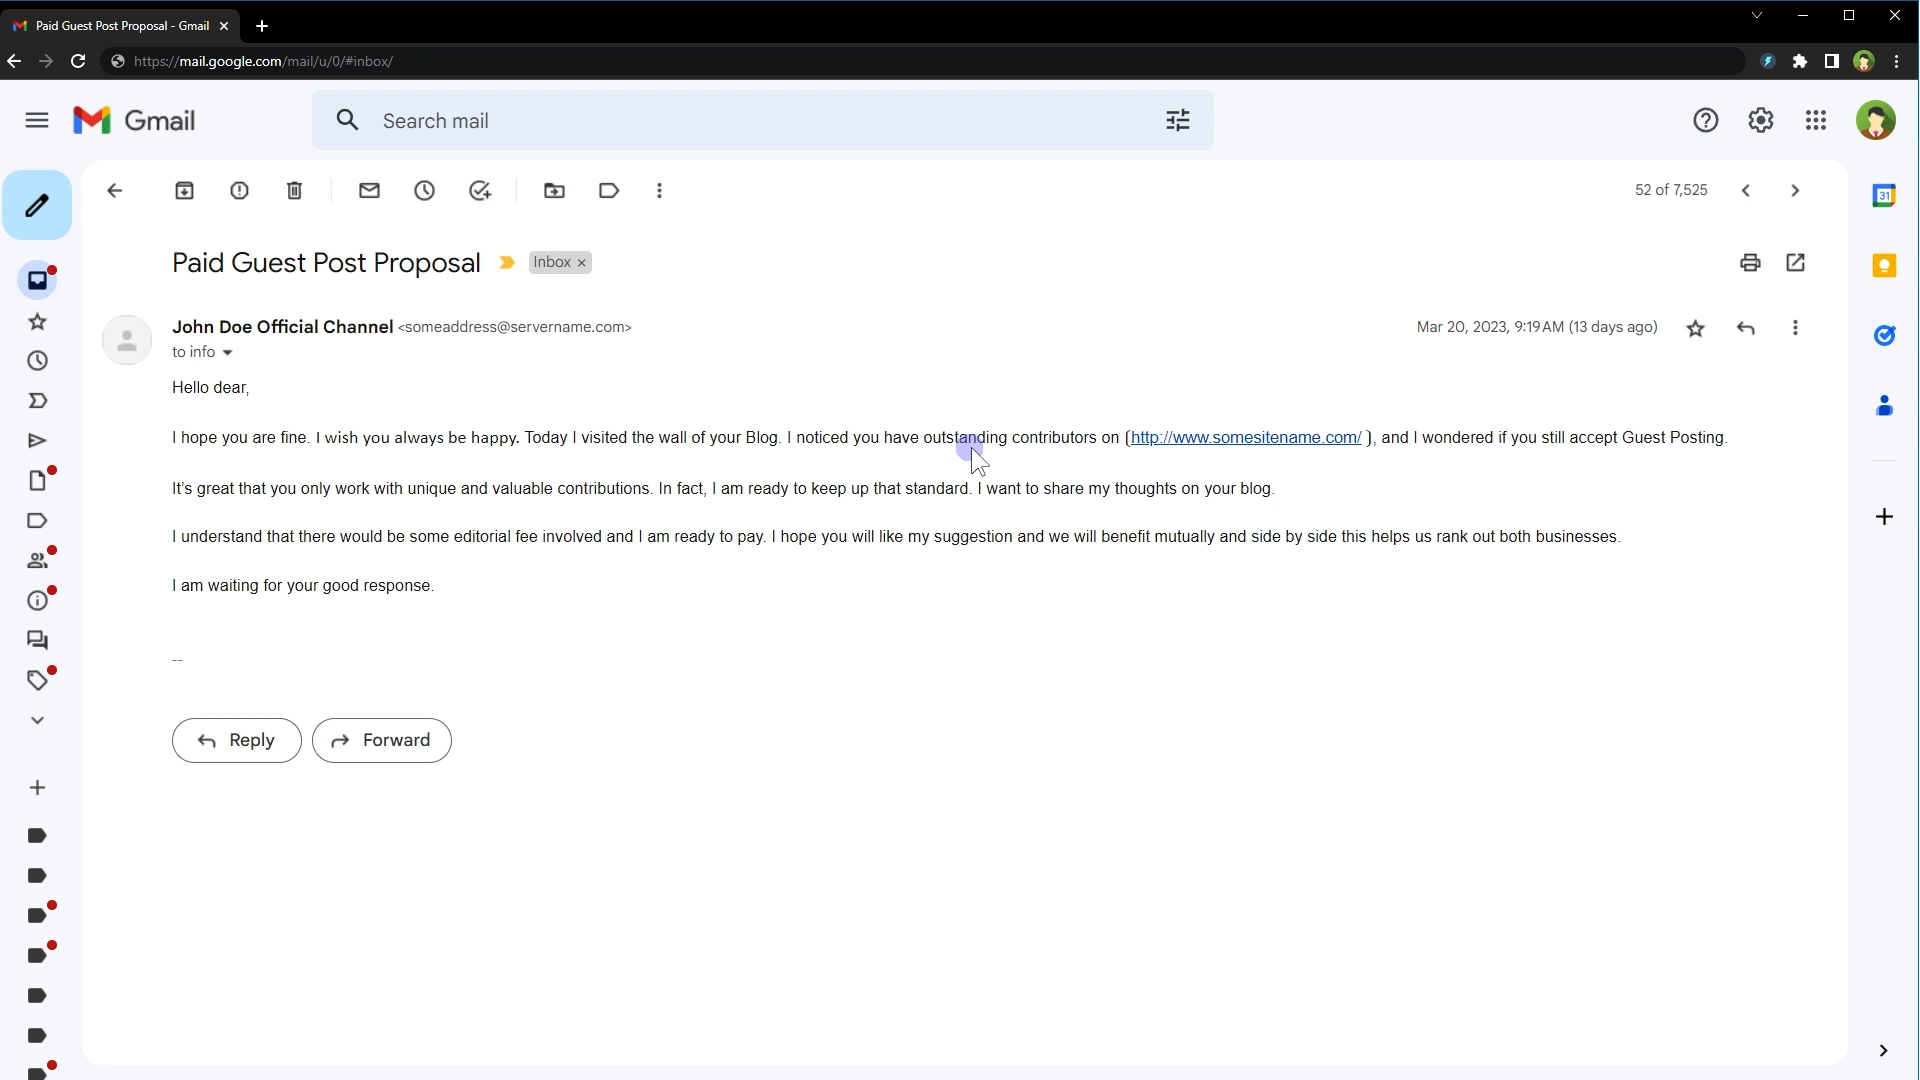 Paid Guest Post Proposal - Gmail
https://mail.google.com/mail/u/0/#inbox/
Gmail
Search mail
52 of 7,525
31
Paid Guest Post Proposal
Inbox ×
John Doe Official Channel <someaddress@servername.com>
Mar 20, 2023, 9:19 AM (13 days ago)
to info
Hello dear,
I hope you are fine. I wish you always be happy. Today I visited the wall of your Blog. I noticed you have outstanding contributors on (http://www.somesitename.com/ ), and I wondered if you still accept Guest Posting.
It's great that you only work with unique and valuable contributions. In fact, I am ready to keep up that standard. I want to share my thoughts on your blog.
I understand that there would be some editorial fee involved and I am ready to pay. I hope you will like my suggestion and we will benefit mutually and side by side this helps us rank out both businesses.
I am waiting for your good response.
--
Reply
Forward